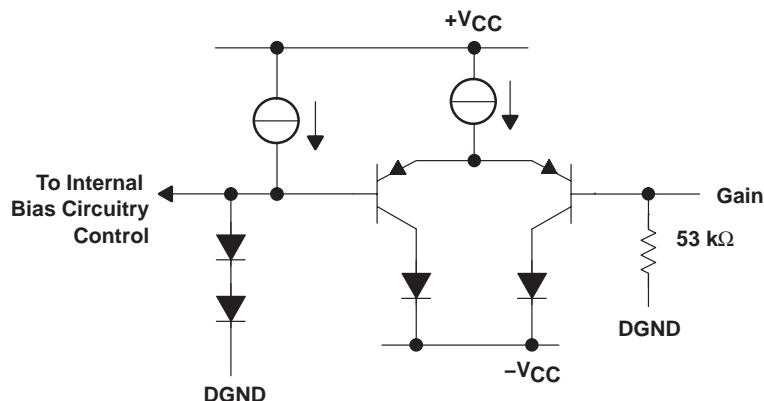 +VCC
To Internal
Bias Circuitry
Control
Gain
53 kΩ
DGND
−VCC
DGND